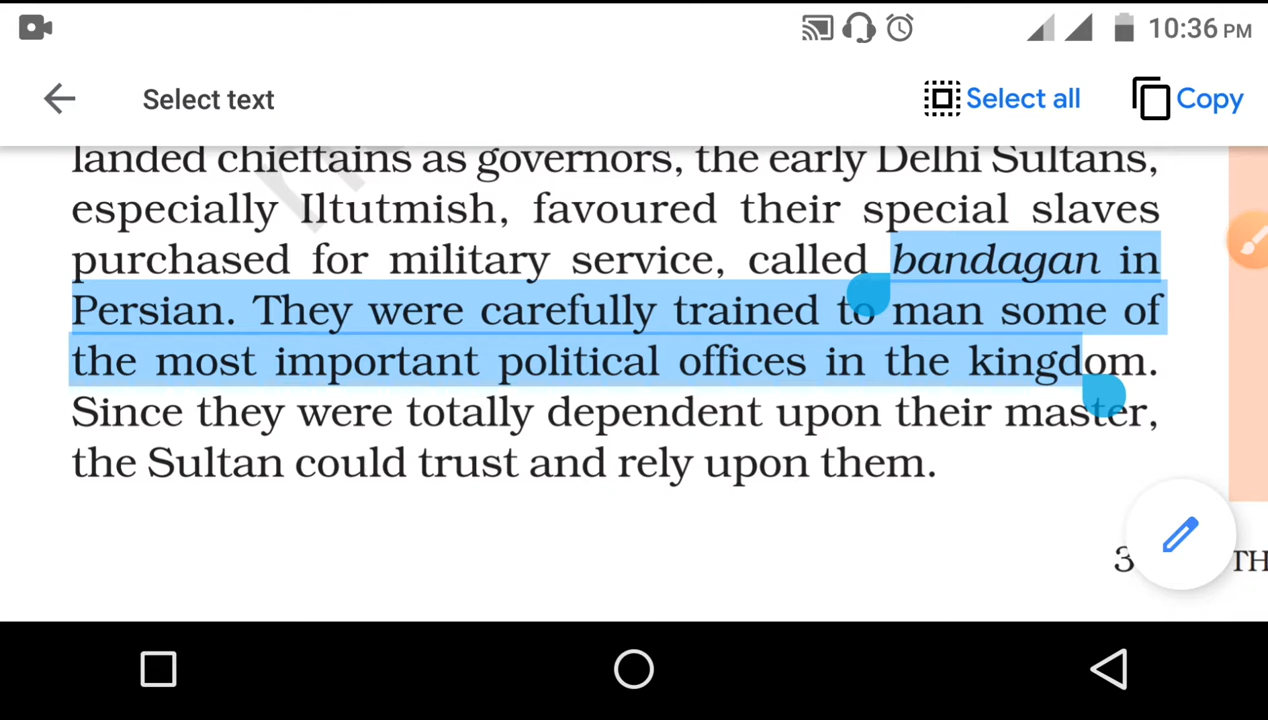 10:36 PM
Select text
Select all
Copy
landed chieftains as governors, the early Delhi Sultans,
especially Iltutmish, favoured their special slaves
purchased for military service, called bandagan in
Persian. They were carefully trained to man some of
the most important political offices in the kingdom.
Since they were totally dependent upon their master,
the Sultan could trust and rely upon them.
3
TH